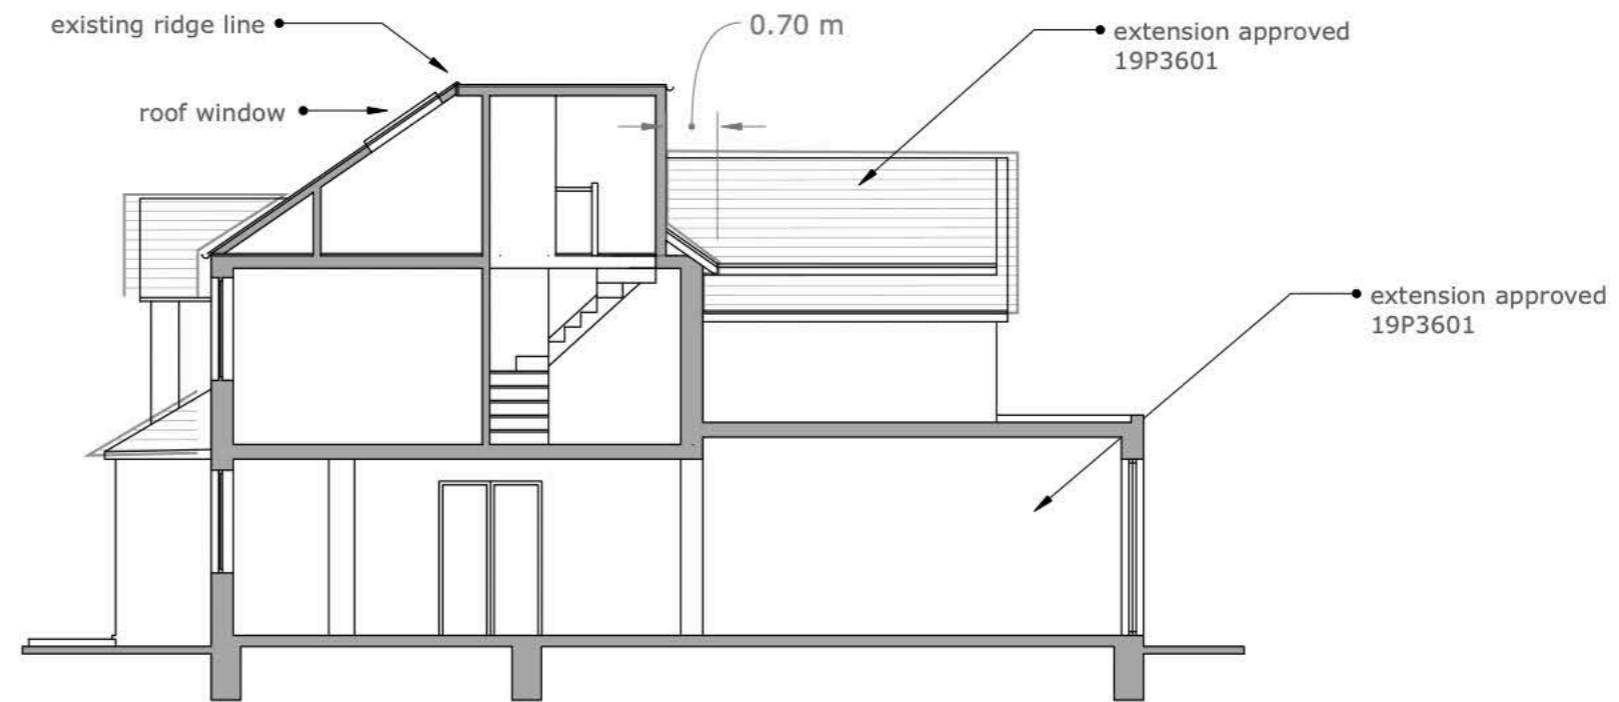 existing ridge line
0.70 m
extension approved
19P3601
roof window
extension approved
19P3601